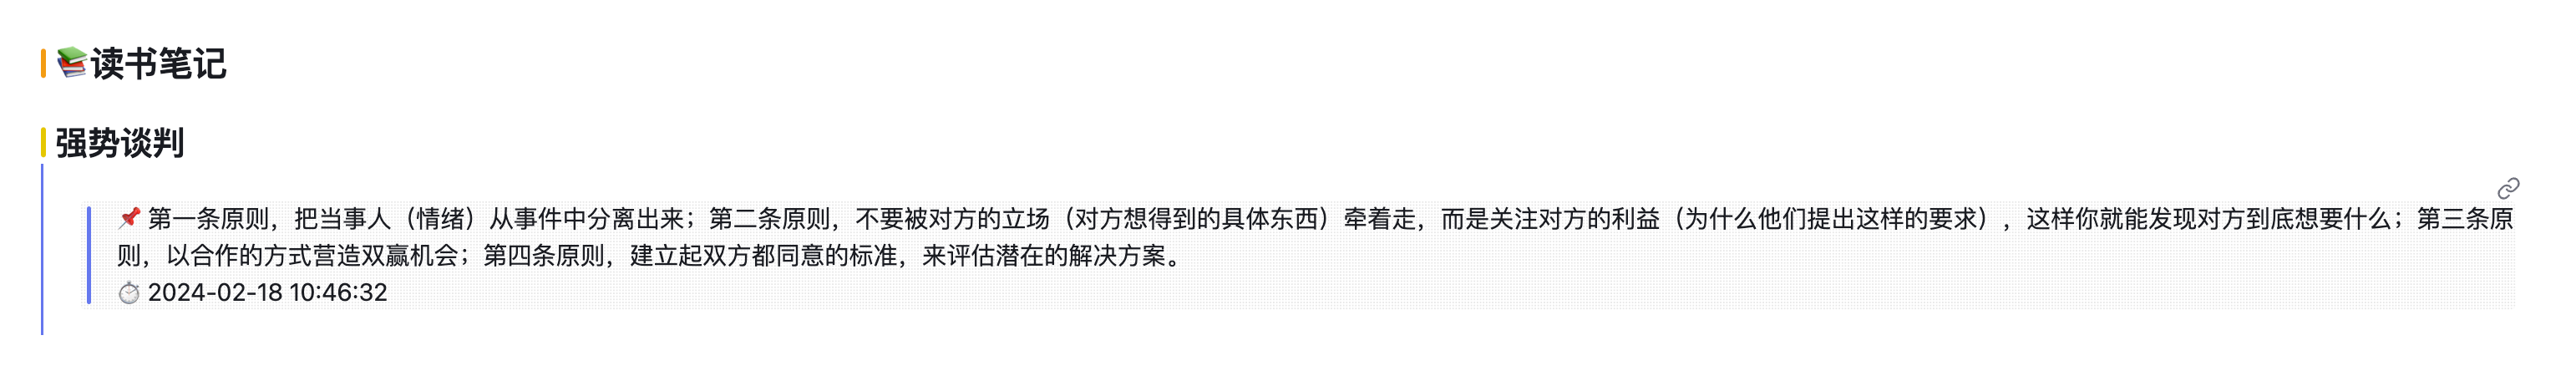 📚读书笔记
强势谈判
📌 第一条原则，把当事人（情绪）从事件中分离出来；第二条原则，不要被对方的立场（对方想得到的具体东西）牵着走，而是关注对方的利益（为什么他们提出这样的要求），这样你就能发现对方到底想要什么；第三条原
则，以合作的方式营造双赢机会；第四条原则，建立起双方都同意的标准，来评估潜在的解决方案。
⏱ 2024-02-18 10:46:32